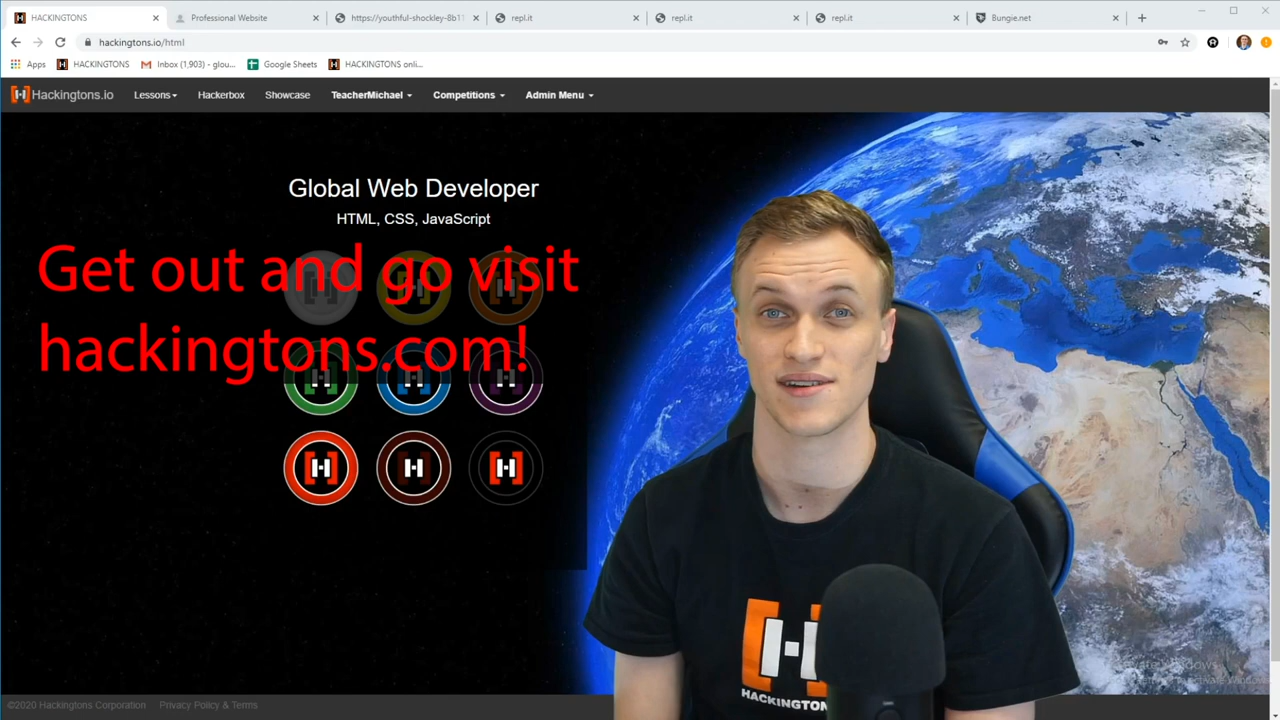 HACKINGTONS
Professional Website
https://youthful-shockley-8b11
repl.it
repl.it
repl.it
Bungie.net
hackingtons.io/html
Apps
HACKINGTONS
Inbox (1,903) - glou...
Google Sheets
HACKINGTONS onli...
Hackingtons.io
Lessons
Hackerbox
Showcase
TeacherMichael
Competitions
Admin Menu
Global Web Developer
HTML, CSS, JavaScript
Get out and go visit
hackingtons.com!
HACKINGTON
©2020 Hackingtons Corporation
Privacy Policy & Terms